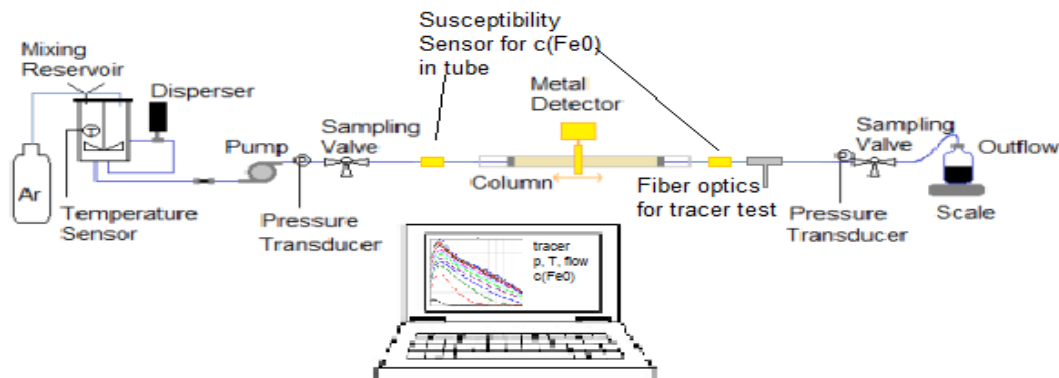 Susceptibility
Sensor for c(Fe0)
in tube
Mixing
Reservoir
Disperser
Metal
Detector
Sampling
Valve
Sampling
Valve
Pump
Outflow
T
Ar
Column
Fiber optics
for tracer test
Temperature
Sensor
Pressure
Transducer
Pressure
Transducer
Scale
tracer
p, T, flow
c(Fe0)